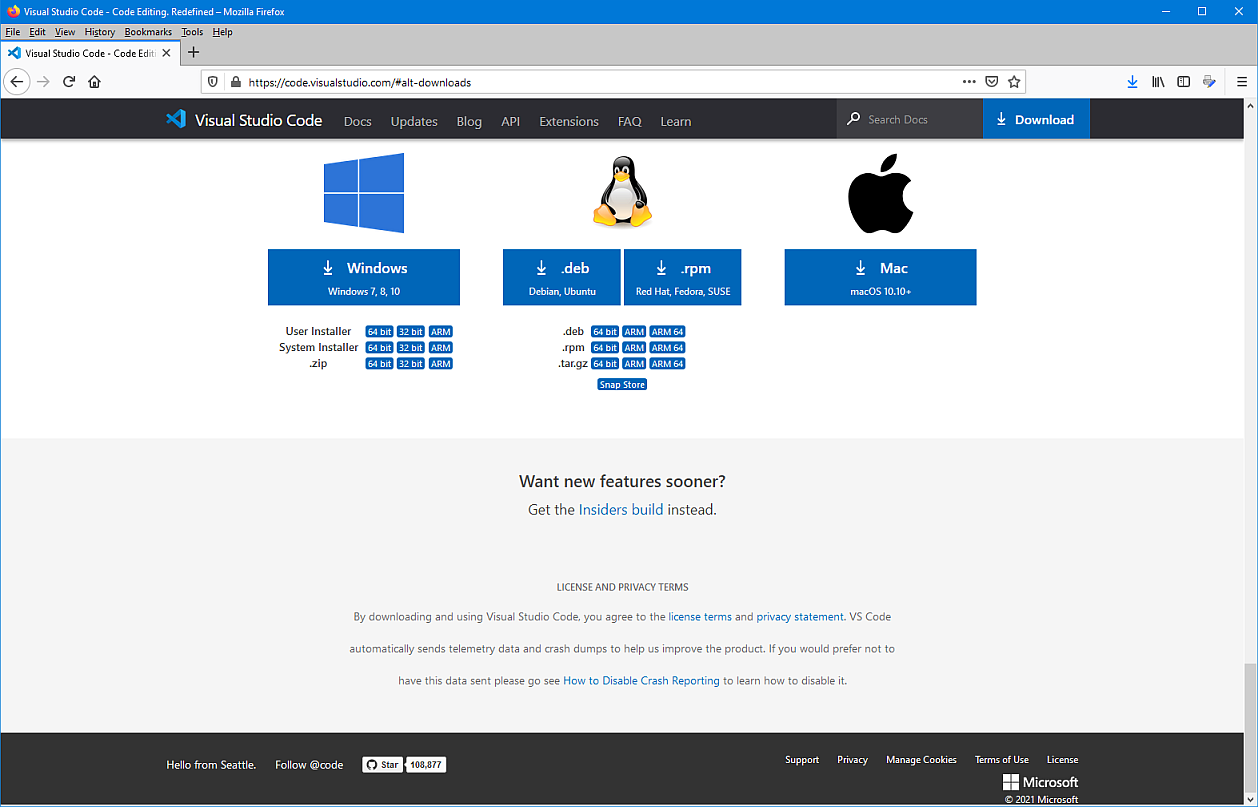 Visual Studio Code - Code Editing. Redefined – Mozilla Firefox
File Edit View History Bookmarks Tools Help
Visual Studio Code - Code Editi
https://code.visualstudio.com/#alt-downloads
Visual Studio Code Docs Updates Blog API Extensions FAQ Learn Search Docs Download
Windows .deb .rpm Mac
Windows 7, 8, 10 Debian, Ubuntu Red Hat, Fedora, SUSE macOS 10.10+
User Installer 64 bit 32 bit ARM .deb 64 bit ARM ARM 64
System Installer 64 bit 32 bit ARM .rpm 64 bit ARM ARM 64
.zip 64 bit 32 bit ARM .tar.gz 64 bit ARM ARM 64
Snap Store
Want new features sooner?
Get the Insiders build instead.
LICENSE AND PRIVACY TERMS
By downloading and using Visual Studio Code, you agree to the license terms and privacy statement. VS Code
automatically sends telemetry data and crash dumps to help us improve the product. If you would prefer not to
have this data sent please go see How to Disable Crash Reporting to learn how to disable it.
Hello from Seattle. Follow @code Star 108,877 Support Privacy Manage Cookies Terms of Use License
Microsoft
© 2021 Microsoft